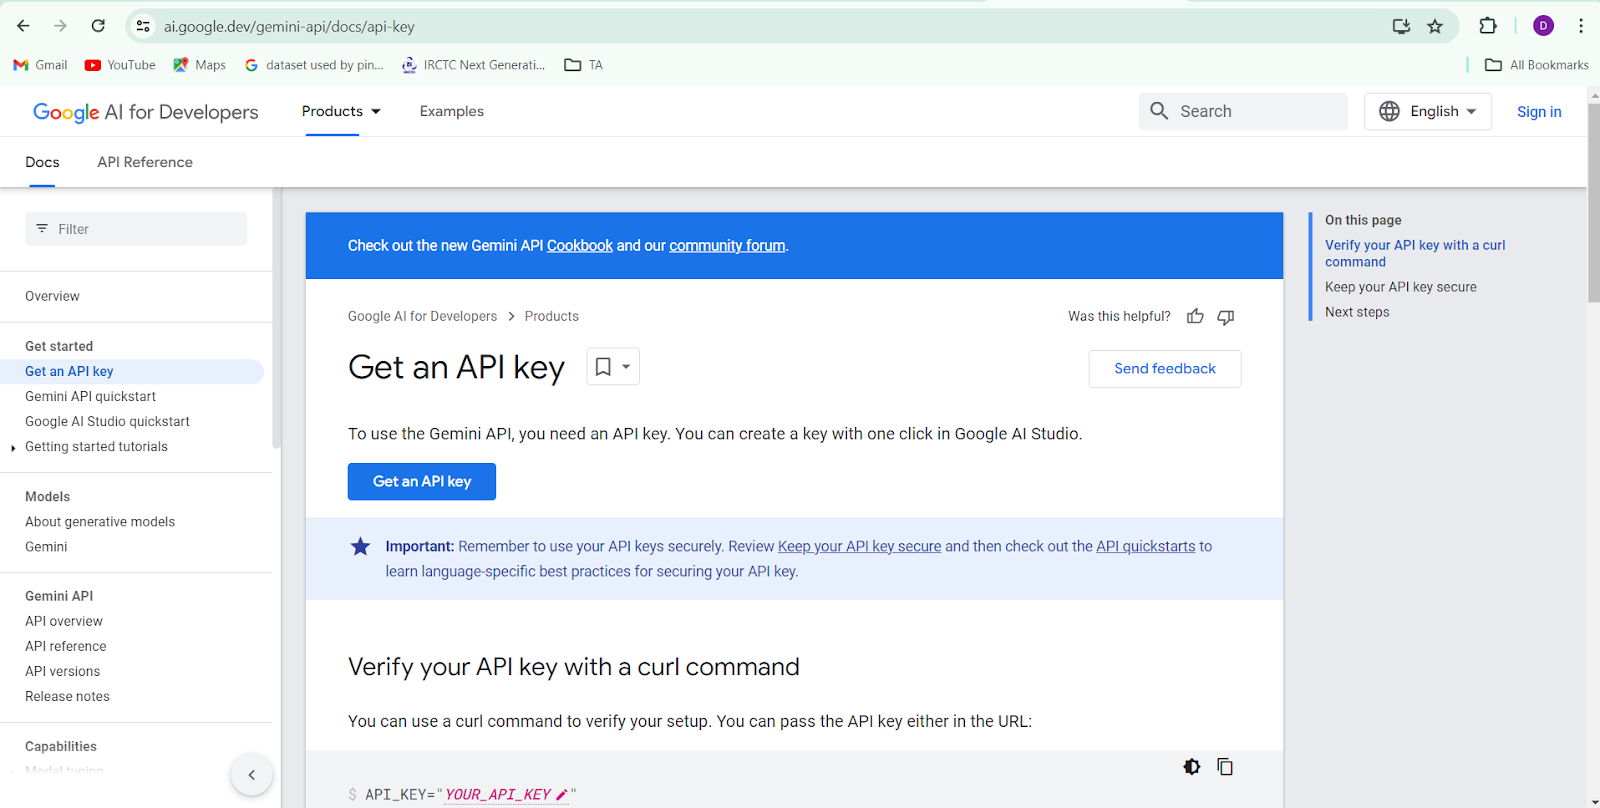 ai.google.dev/gemini-api/docs/api-key
D
Gmail
YouTube
Maps
dataset used by pin...
IRCTC Next Generati...
TA
All Bookmarks
Google AI for Developers
Products
Examples
Search
English
Sign in
Docs
API Reference
Filter
Overview
Get started
Get an API key
Gemini API quickstart
Google AI Studio quickstart
Getting started tutorials
Models
About generative models
Gemini
Gemini API
API overview
API reference
API versions
Release notes
Capabilities
Model tuning
Check out the new Gemini API Cookbook and our community forum.
Google AI for Developers > Products
Was this helpful?
Get an API key
Send feedback
To use the Gemini API, you need an API key. You can create a key with one click in Google AI Studio.
Get an API key
Important: Remember to use your API keys securely. Review Keep your API key secure and then check out the API quickstarts to
learn language-specific best practices for securing your API key.
Verify your API key with a curl command
You can use a curl command to verify your setup. You can pass the API key either in the URL:
$ API_KEY="YOUR_API_KEY"
On this page
Verify your API key with a curl
command
Keep your API key secure
Next steps